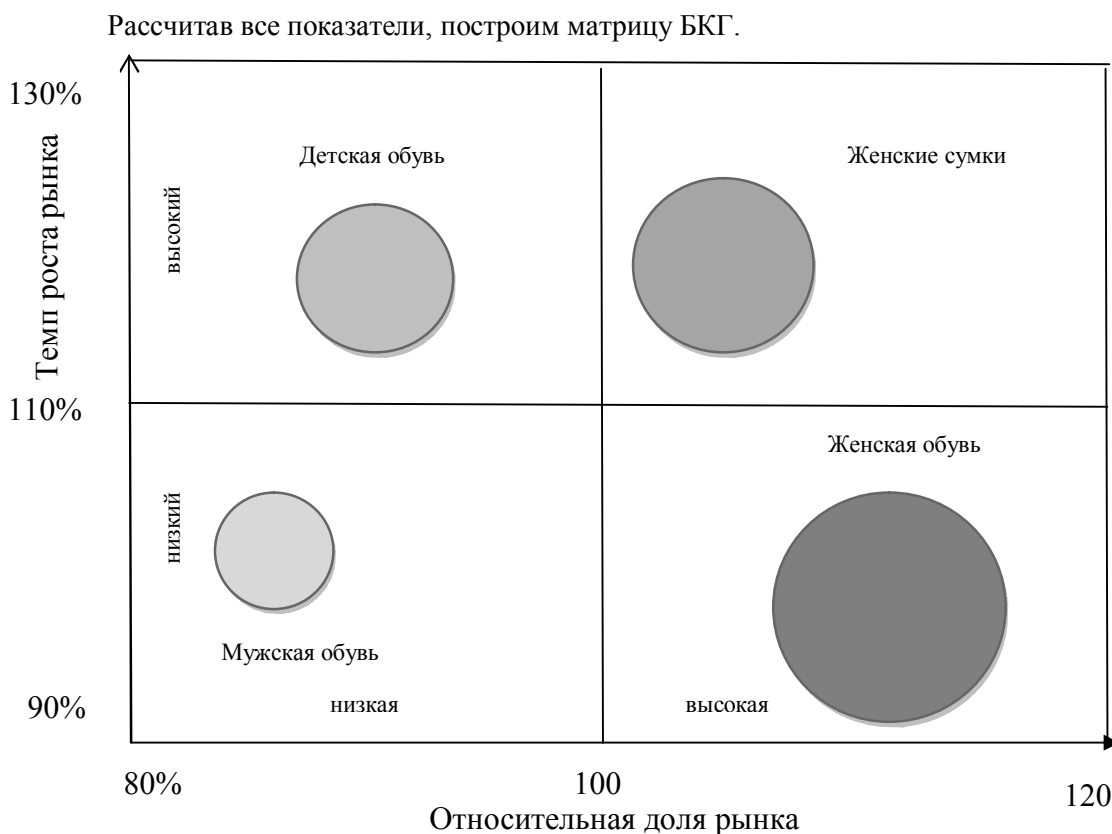 Рассчитав все показатели, построим матрицу БКГ.
130%
Темп роста рынка
высокий
Детская обувь
Женские сумки
110%
низкий
Женская обувь
Мужская обувь
90%
низкая
высокая
80%
100
120
Относительная доля рынка